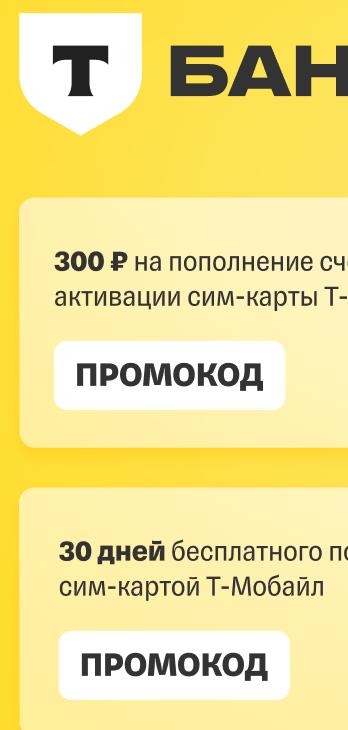 Т БАН
300 ₽ на пополнение сч
активации сим-карты Т-
ПРОМОКОД
30 дней бесплатного по
сим-картой Т-Мобайл
ПРОМОКОД